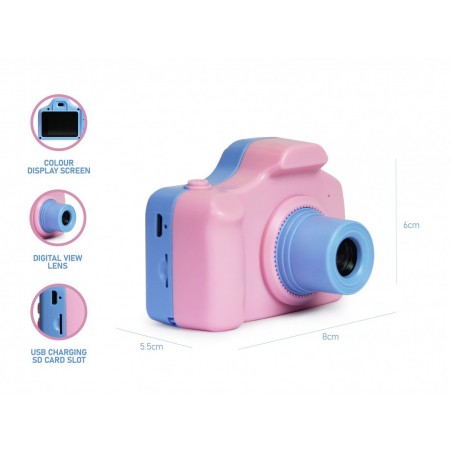 COLOUR
DISPLAY SCREEN
DIGITAL VIEW
LENS
USB CHARGING
SD CARD SLOT
5.5cm
8cm
6cm